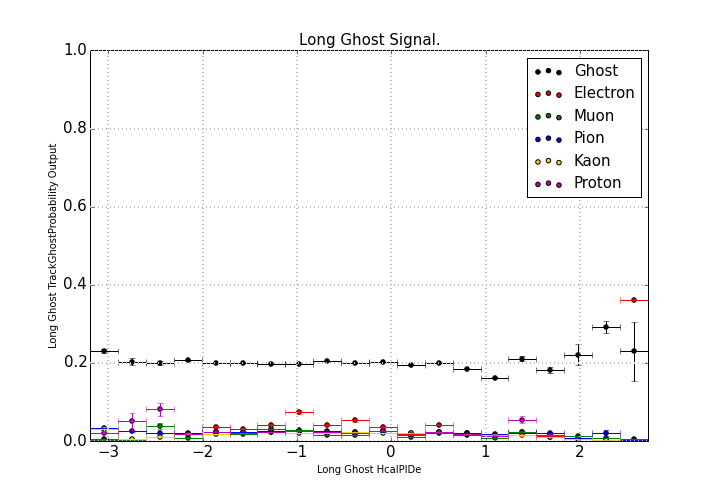 Long Ghost Signal.
1.0
0.8
0.6
0.4
0.2
0.0
Long Ghost TrackGhostProbability Output
Ghost
Electron
Muon
Pion
Kaon
Proton
−3 −2 −1 0 1 2
Long Ghost HcalPIDe